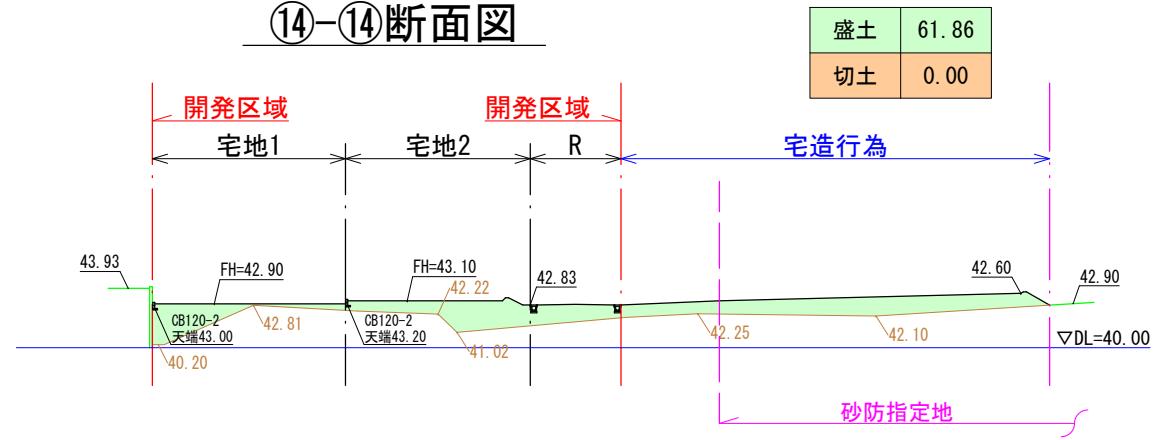 ⑭-⑭断面図
盛土 61.86
切土 0.00
開発区域 開発区域
宅地1 宅地2 R 宅造行為
43.93
FH=42.90
FH=43.10
42.22
42.83
42.60
42.90
CB120-2
天端43.00
42.81
CB120-2
天端43.20
41.02
42.25
42.10
▽DL=40.00
40.20
砂防指定地